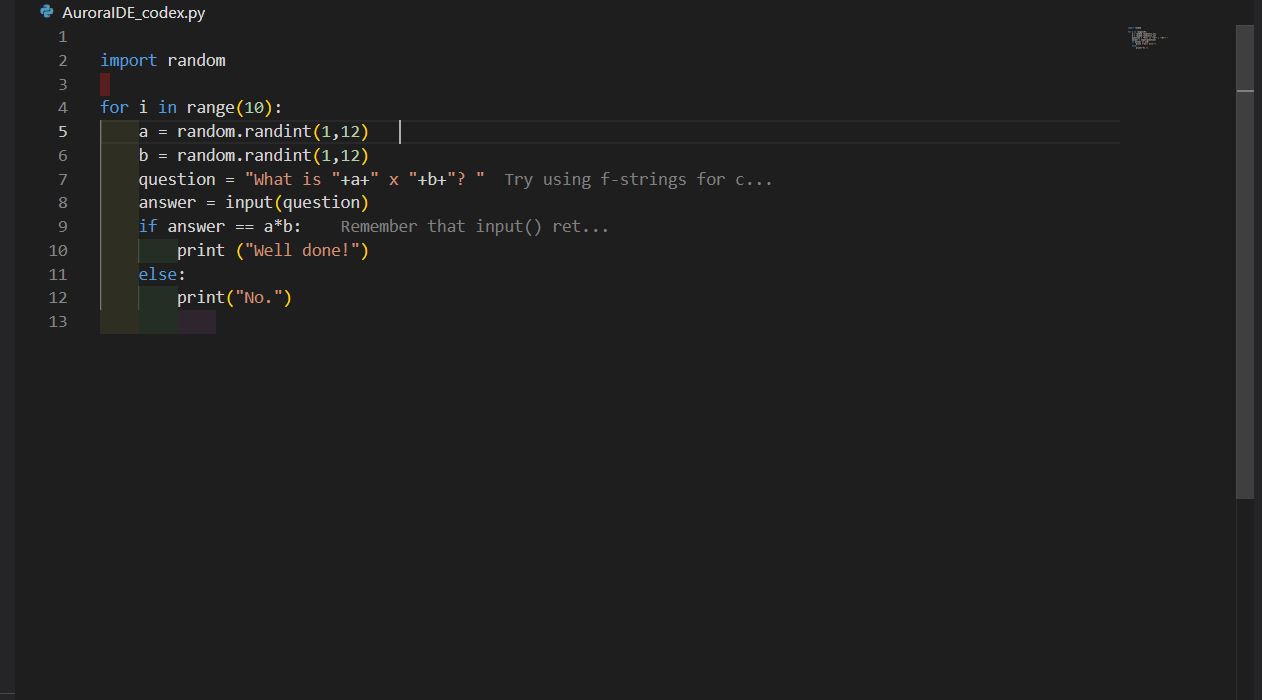 AuroraIDE_codex.py
1
2 import random
3
4 for i in range(10):
5     a = random.randint(1,12)
6     b = random.randint(1,12)
7     question = "What is "+a+" x "+b+"? "  Try using f-strings for c...
8     answer = input(question)
9     if answer == a*b:    Remember that input() ret...
10         print ("Well done!")
11     else:
12         print("No.")
13